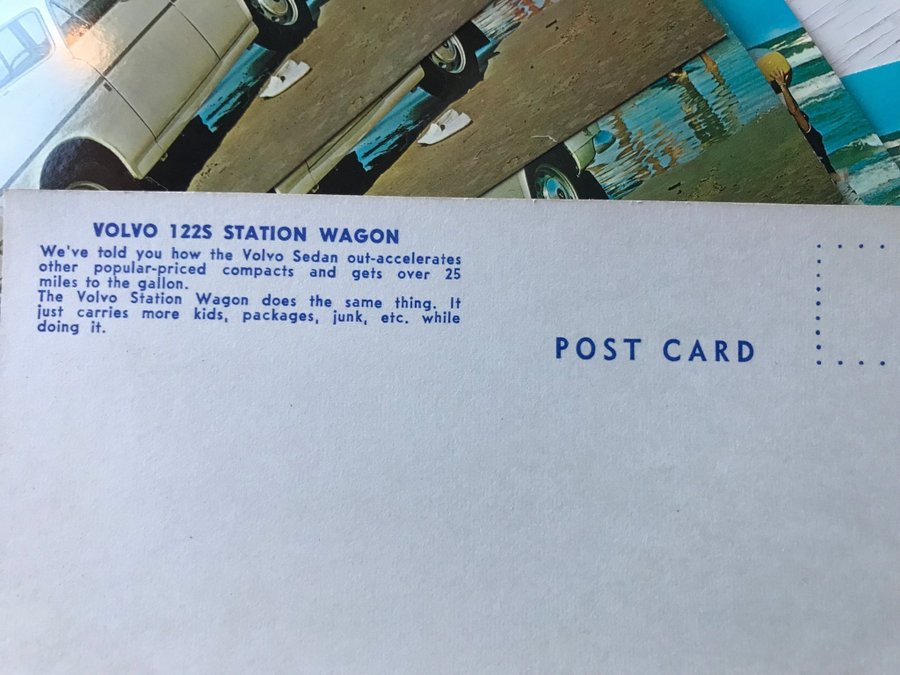 VOLVO 122S STATION WAGON
We've told you how the Volvo Sedan out-accelerates
other popular-priced compacts and gets over 25
miles to the gallon.
The Volvo Station Wagon does the same thing. It
just carries more kids, packages, junk, etc. while
doing it.
POST CARD